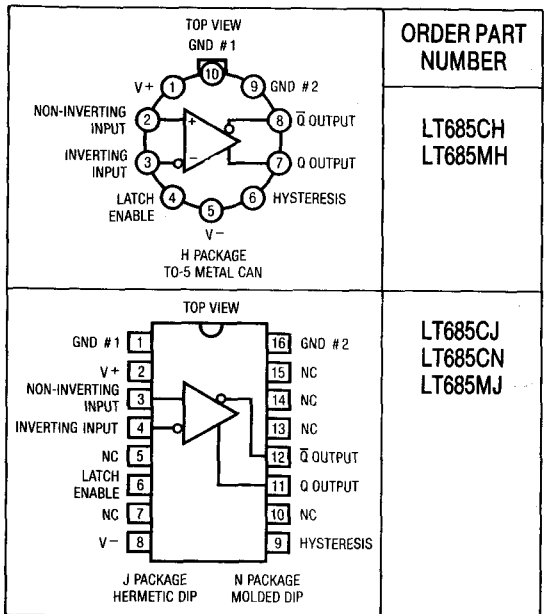 TOP VIEW
GND #1
10
V+ 1
9 GND #2
NON-INVERTING
INPUT
2
+
8 Q̅ OUTPUT
INVERTING
INPUT
3
−
7 Q OUTPUT
LATCH
ENABLE
4
6 HYSTERESIS
5
V−
H PACKAGE
TO-5 METAL CAN
ORDER PART
NUMBER
LT685CH
LT685MH
TOP VIEW
GND #1 1
16 GND #2
V+ 2
15 NC
NON-INVERTING
INPUT
3
14 NC
INVERTING INPUT 4
13 NC
NC 5
12 Q̅ OUTPUT
LATCH
ENABLE
6
11 Q OUTPUT
NC 7
10 NC
V− 8
9 HYSTERESIS
J PACKAGE
HERMETIC DIP
N PACKAGE
MOLDED DIP
LT685CJ
LT685CN
LT685MJ